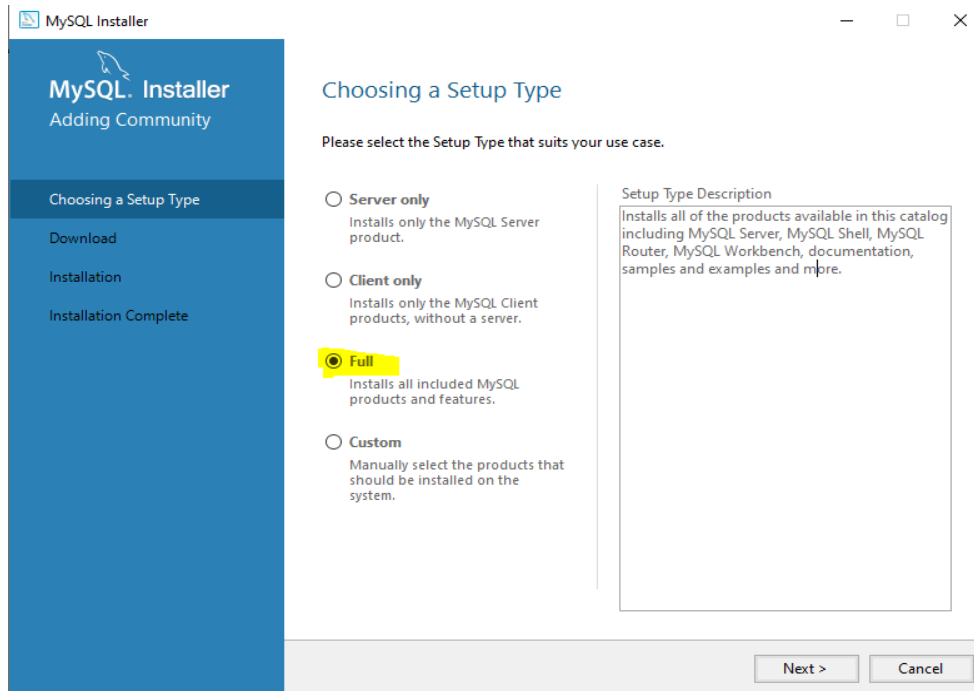 MySQL Installer
MySQL. Installer
Adding Community
Choosing a Setup Type
Download
Installation
Installation Complete
Choosing a Setup Type
Please select the Setup Type that suits your use case.
Server only
Installs only the MySQL Server
product.
Client only
Installs only the MySQL Client
products, without a server.
Full
Installs all included MySQL
products and features.
Custom
Manually select the products that
should be installed on the
system.
Setup Type Description
Installs all of the products available in this catalog
including MySQL Server, MySQL Shell, MySQL
Router, MySQL Workbench, documentation,
samples and examples and more.
Next >
Cancel